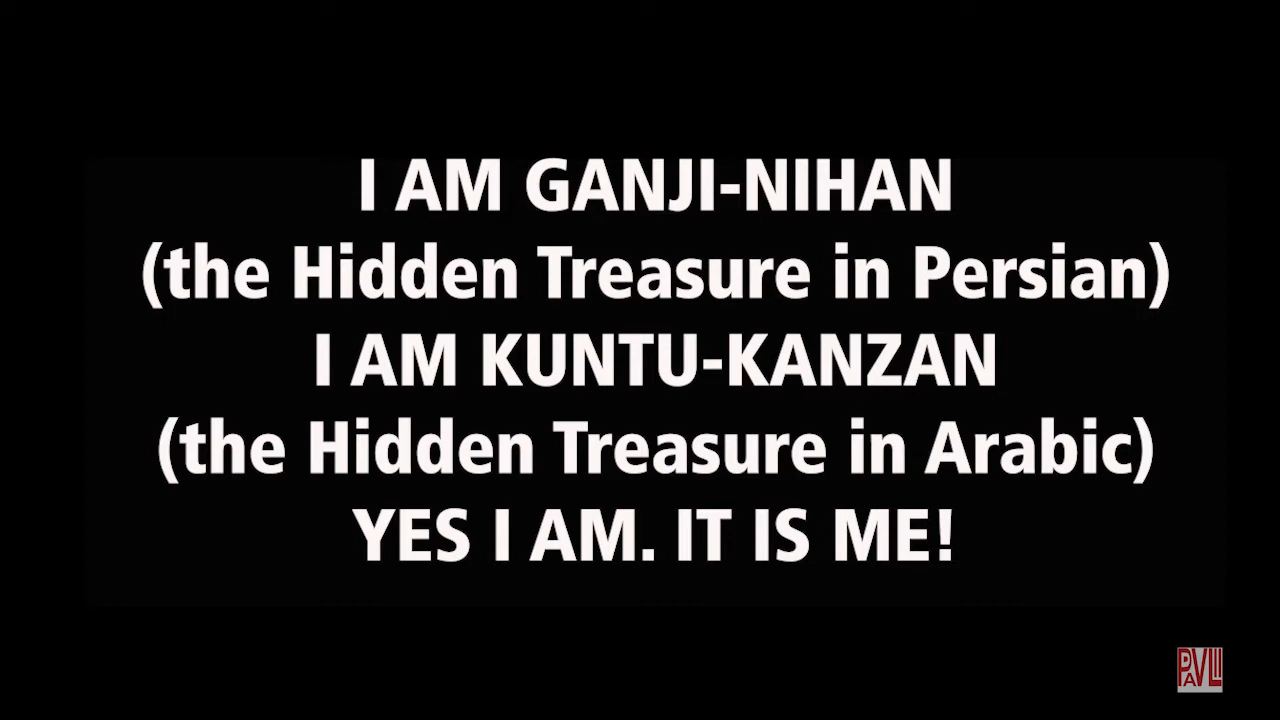 I AM GANJI-NIHAN
(the Hidden Treasure in Persian)
I AM KUNTU-KANZAN
(the Hidden Treasure in Arabic)
YES I AM. IT IS ME!